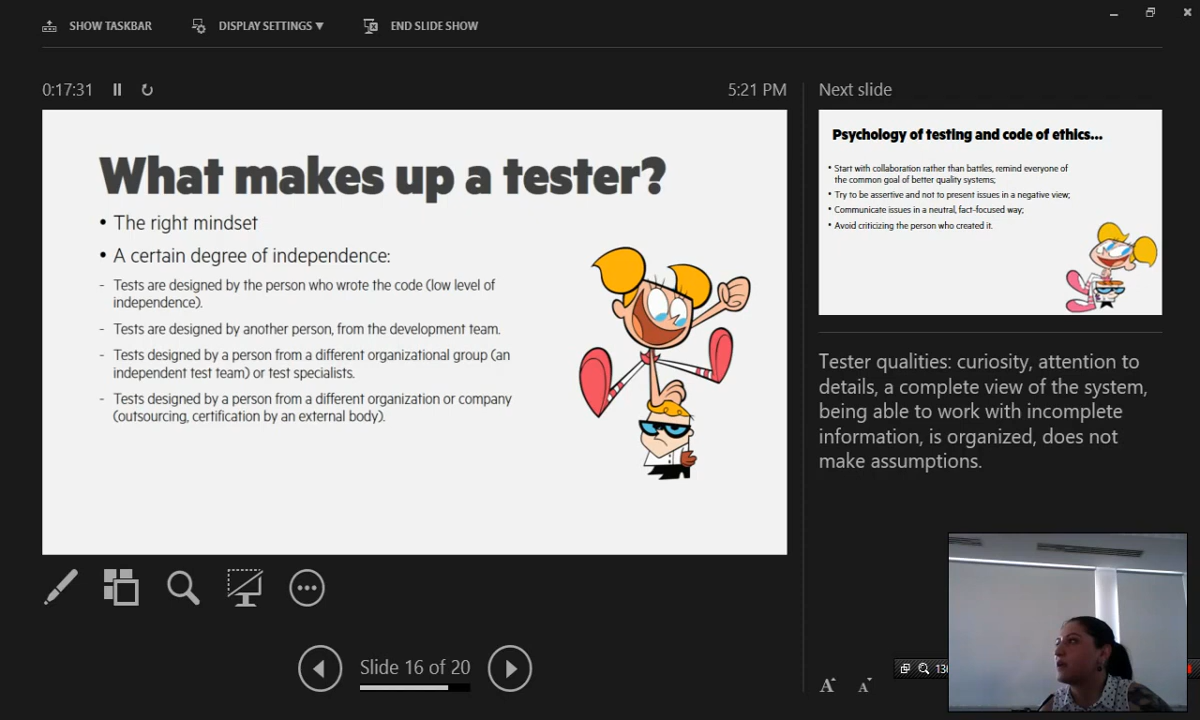 SHOW TASKBAR
DISPLAY SETTINGS ▼
END SLIDE SHOW
0:17:31
5:21 PM
Next slide
What makes up a tester?
• The right mindset
• A certain degree of independence:
- Tests are designed by the person who wrote the code (low level of
independence).
- Tests are designed by another person, from the development team.
- Tests designed by a person from a different organizational group (an
independent test team) or test specialists.
- Tests designed by a person from a different organization or company
(outsourcing, certification by an external body).
Psychology of testing and code of ethics...
• Start with collaboration rather than battles, remind everyone of
the common goal of better quality systems;
• Try to be assertive and not to present issues in a negative view;
• Communicate issues in a neutral, fact-focused way;
• Avoid criticizing the person who created it.
Tester qualities: curiosity, attention to
details, a complete view of the system,
being able to work with incomplete
information, is organized, does not
make assumptions.
Slide 16 of 20
A A